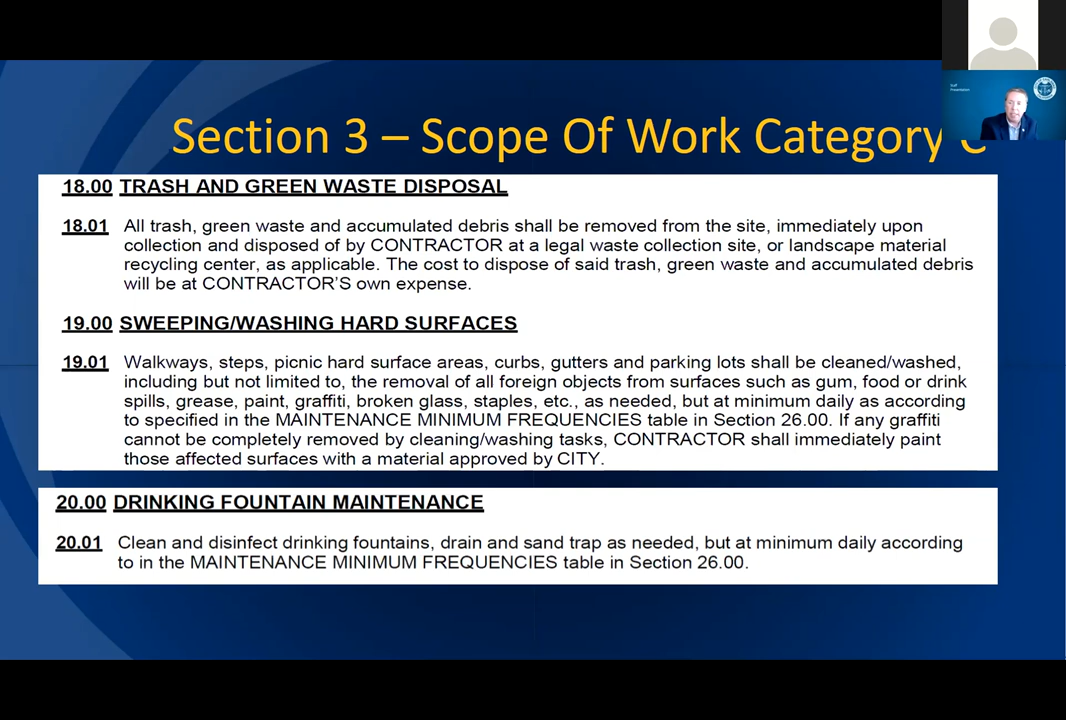 Staff
Presentation
Section 3 – Scope Of Work Category
18.00 TRASH AND GREEN WASTE DISPOSAL
18.01 All trash, green waste and accumulated debris shall be removed from the site, immediately upon
collection and disposed of by CONTRACTOR at a legal waste collection site, or landscape material
recycling center, as applicable. The cost to dispose of said trash, green waste and accumulated debris
will be at CONTRACTOR'S own expense.
19.00 SWEEPING/WASHING HARD SURFACES
19.01 Walkways, steps, picnic hard surface areas, curbs, gutters and parking lots shall be cleaned/washed,
including but not limited to, the removal of all foreign objects from surfaces such as gum, food or drink
spills, grease, paint, graffiti, broken glass, staples, etc., as needed, but at minimum daily as according
to specified in the MAINTENANCE MINIMUM FREQUENCIES table in Section 26.00. If any graffiti
cannot be completely removed by cleaning/washing tasks, CONTRACTOR shall immediately paint
those affected surfaces with a material approved by CITY.
20.00 DRINKING FOUNTAIN MAINTENANCE
20.01 Clean and disinfect drinking fountains, drain and sand trap as needed, but at minimum daily according
to in the MAINTENANCE MINIMUM FREQUENCIES table in Section 26.00.